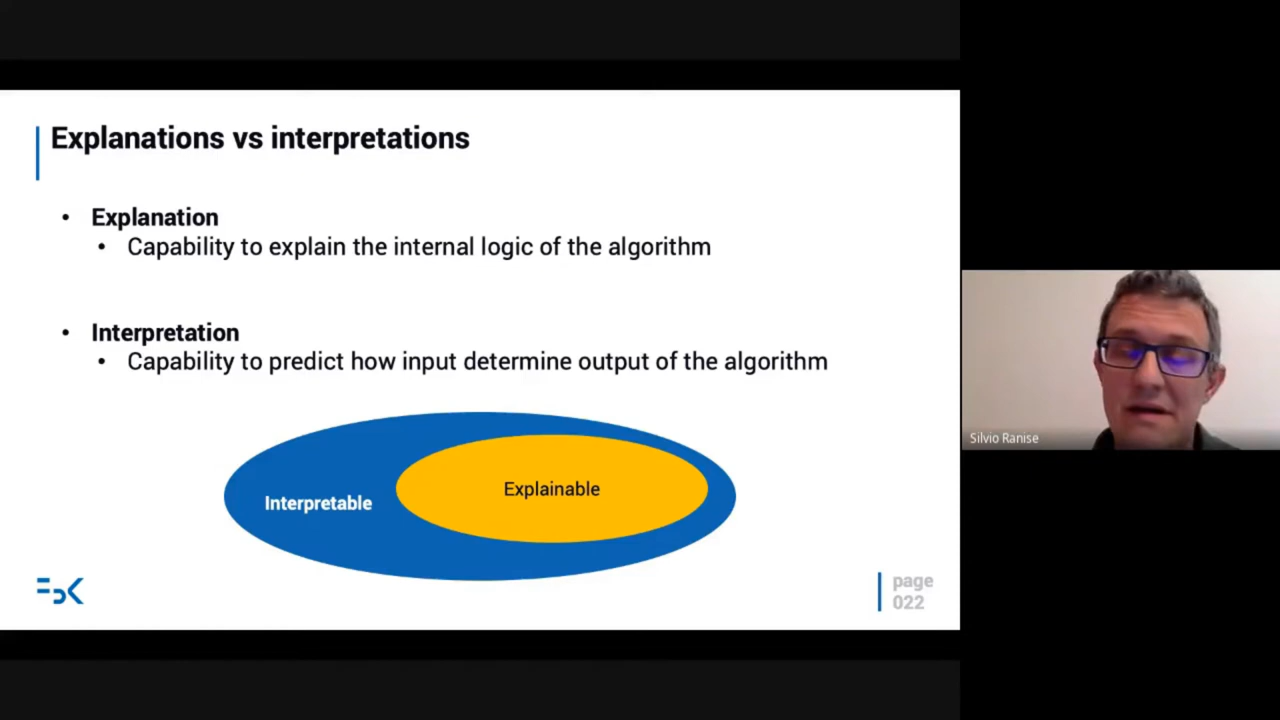 Explanations vs interpretations
• Explanation
• Capability to explain the internal logic of the algorithm
• Interpretation
• Capability to predict how input determine output of the algorithm
Interpretable
Explainable
FBK
page
022
Silvio Ranise